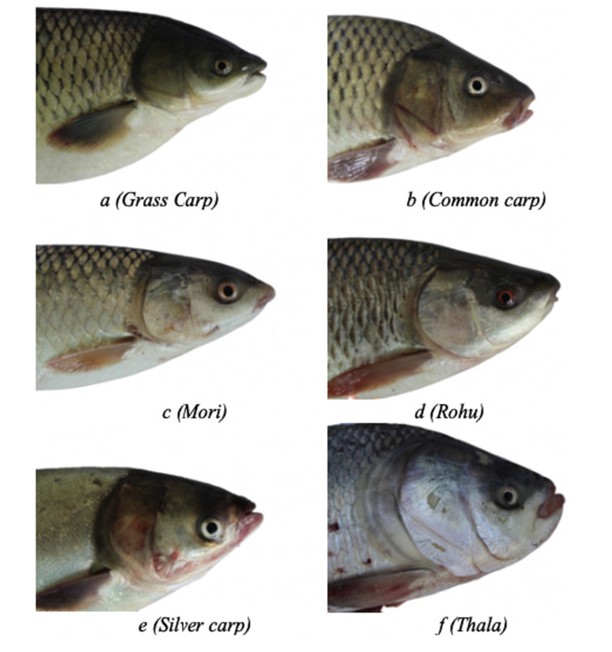 a (Grass Carp)
b (Common carp)
c (Mori)
d (Rohu)
e (Silver carp)
f (Thala)